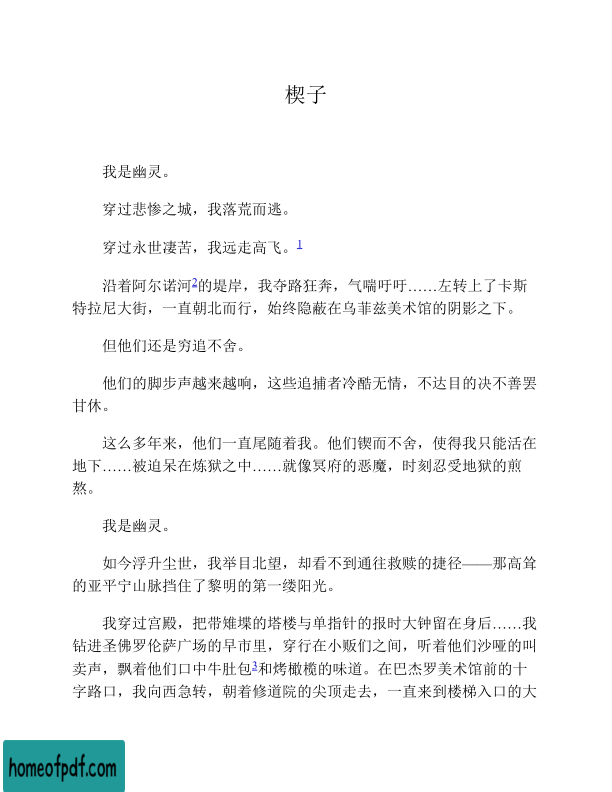 楔子
我是幽灵。
穿过悲惨之城，我落荒而逃。
穿过永世凄苦，我远走高飞。1
沿着阿尔诺河2的堤岸，我夺路狂奔，气喘吁吁……左转上了卡斯
特拉尼大街，一直朝北而行，始终隐蔽在乌菲兹美术馆的阴影之下。
但他们还是穷追不舍。
他们的脚步声越来越响，这些追捕者冷酷无情，不达目的决不善罢
甘休。
这么多年来，他们一直尾随着我。他们锲而不舍，使得我只能活在
地下……被迫呆在炼狱之中……就像冥府的恶魔，时刻忍受地狱的煎
熬。
我是幽灵。
如今浮升尘世，我举目北望，却看不到通往救赎的捷径——那高耸
的亚平宁山脉挡住了黎明的第一缕阳光。
我穿过宫殿，把带雉堞的塔楼与单指针的报时大钟留在身后……我
钻进圣佛罗伦萨广场的早市里，穿行在小贩们之间，听着他们沙哑的叫
卖声，飘着他们口中牛肚包3和烤橄榄的味道。在巴杰罗美术馆前的十
字路口，我向西急转，朝着修道院的尖顶走去，一直来到楼梯入口的大
homeofpdf.com